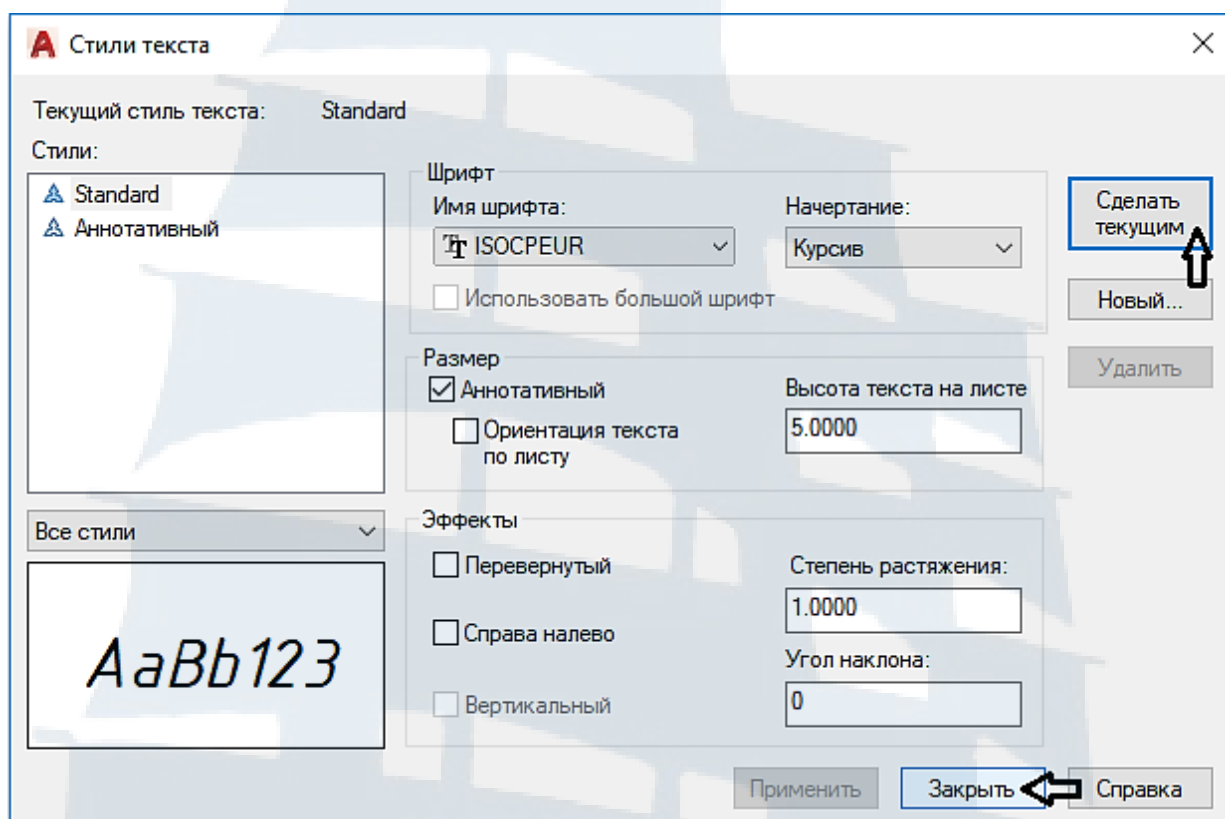 Стили текста
Текущий стиль текста: Standard
Стили:
Standard
Аннотативный
Все стили
AaBb123
Шрифт
Имя шрифта:
ISOCPEUR
Начертание:
Курсив
Использовать большой шрифт
Размер
Аннотативный
Ориентация текста
по листу
Высота текста на листе
5.0000
Эффекты
Перевернутый
Справа налево
Вертикальный
Степень растяжения:
1.0000
Угол наклона:
0
Сделать
текущим
Новый...
Удалить
Применить
Закрыть
Справка